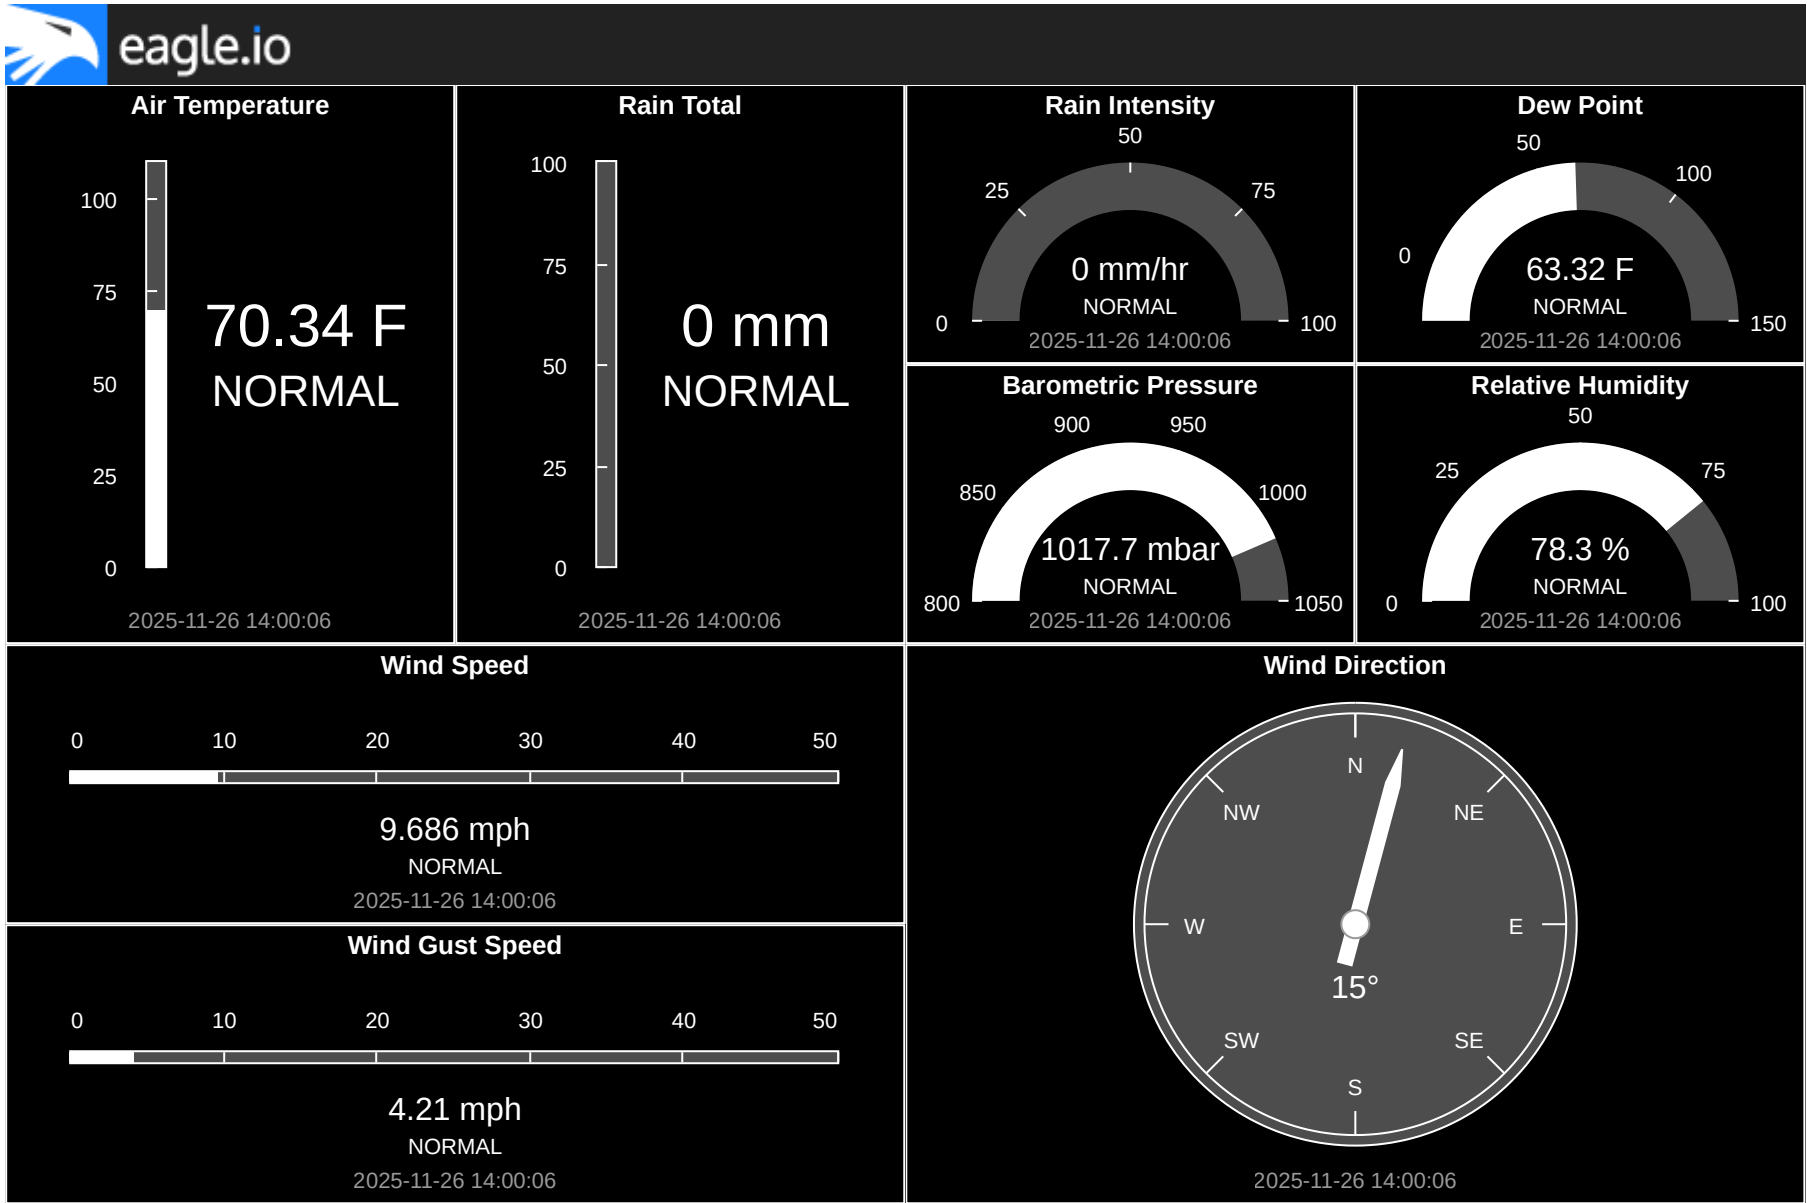 eagle.io
Air Temperature
100
75
50
25
0
70.34 F
NORMAL
2025-11-26 14:00:06
Rain Total
100
75
50
25
0
0 mm
NORMAL
2025-11-26 14:00:06
Rain Intensity
50
25
75
0
100
0 mm/hr
NORMAL
2025-11-26 14:00:06
Dew Point
50
100
0
150
63.32 F
NORMAL
2025-11-26 14:00:06
Barometric Pressure
900
950
850
1000
800
1050
1017.7 mbar
NORMAL
2025-11-26 14:00:06
Relative Humidity
50
25
75
0
100
78.3 %
NORMAL
2025-11-26 14:00:06
Wind Speed
0 10 20 30 40 50
9.686 mph
NORMAL
2025-11-26 14:00:06
Wind Gust Speed
0 10 20 30 40 50
4.21 mph
NORMAL
2025-11-26 14:00:06
Wind Direction
N
NW
NE
W
E
15°
SW
SE
S
2025-11-26 14:00:06